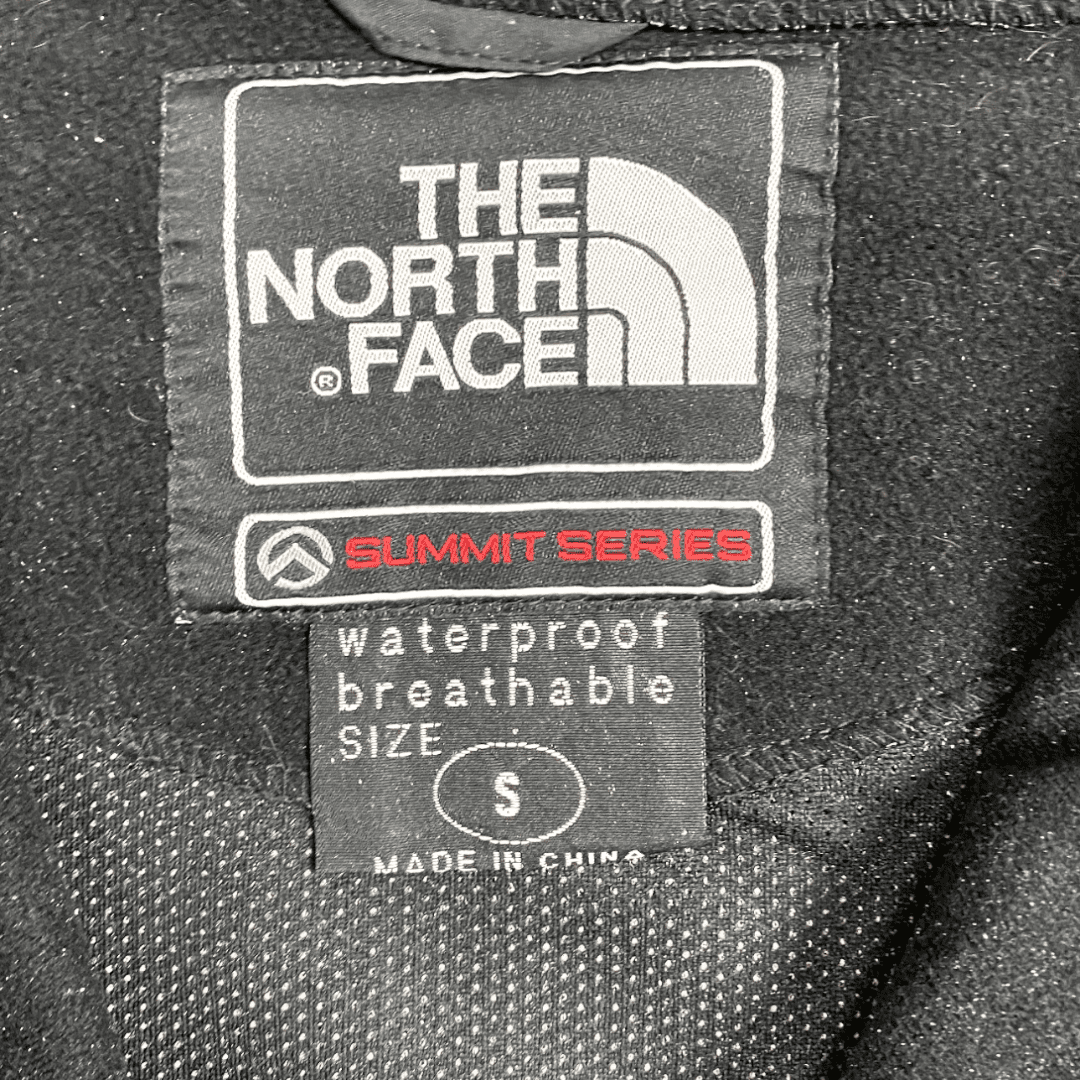 THE
NORTH
® FACE
SUMMIT SERIES
waterproof
breathable
SIZE
S
MADE IN CHINA